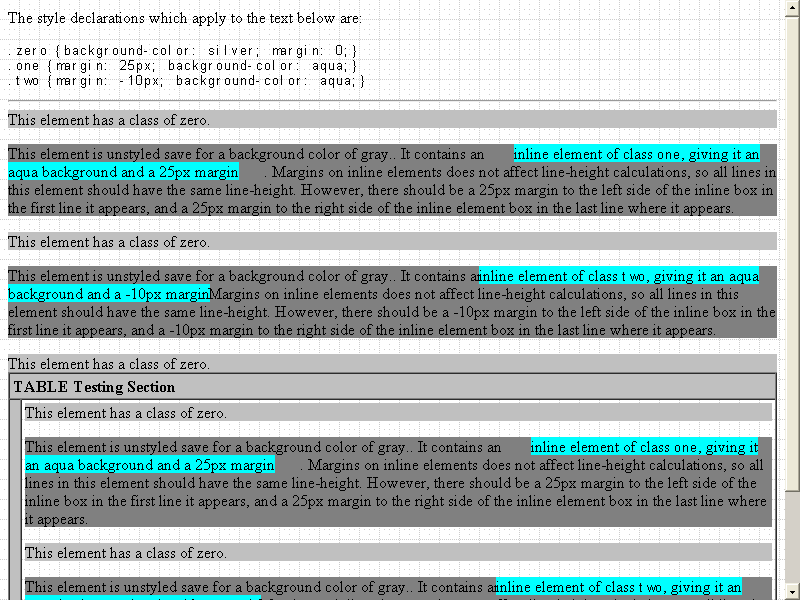 The style declarations which apply to the text below are:
.zero {background-color: silver; margin: 0;}
.one {margin: 25px; background-color: aqua;}
.two {margin: -10px; background-color: aqua;}
This element has a class of zero.
This element is unstyled save for a background color of gray.. It contains an inline element of class one, giving it an
aqua background and a 25px margin. Margins on inline elements does not affect line-height calculations, so all lines in
this element should have the same line-height. However, there should be a 25px margin to the left side of the inline box in
the first line it appears, and a 25px margin to the right side of the inline element box in the last line where it appears.
This element has a class of zero.
This element is unstyled save for a background color of gray.. It contains a inline element of class two, giving it an aqua
background and a -10px margin Margins on inline elements does not affect line-height calculations, so all lines in this
element should have the same line-height. However, there should be a -10px margin to the left side of the inline box in the
first line it appears, and a -10px margin to the right side of the inline element box in the last line where it appears.
This element has a class of zero.
TABLE Testing Section
This element has a class of zero.
This element is unstyled save for a background color of gray.. It contains an inline element of class one, giving it
an aqua background and a 25px margin. Margins on inline elements does not affect line-height calculations, so all
lines in this element should have the same line-height. However, there should be a 25px margin to the left side of the
inline box in the first line it appears, and a 25px margin to the right side of the inline element box in the last line where
it appears.
This element has a class of zero.
This element is unstyled save for a background color of gray.. It contains a inline element of class two, giving it an